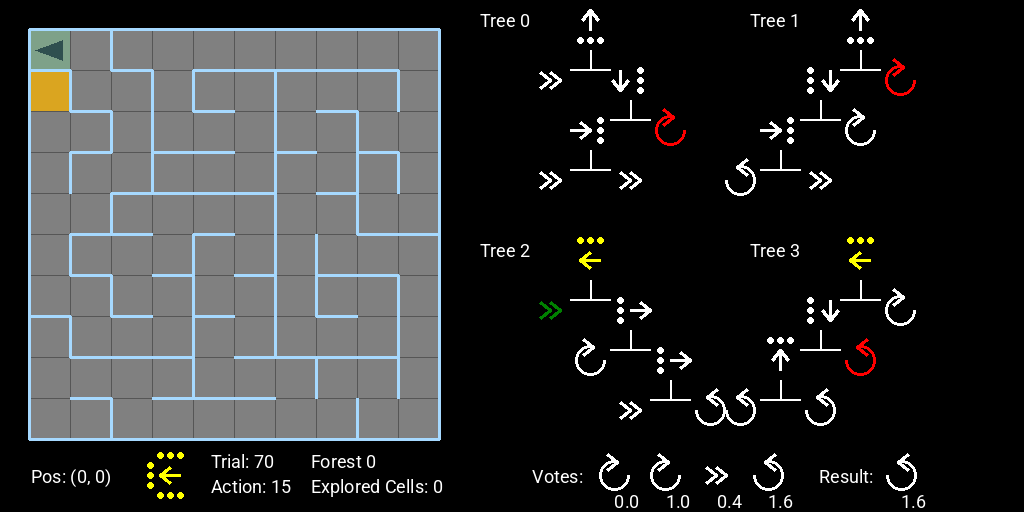 Tree 0
Tree 1
Tree 2
Tree 3
Pos: (0, 0)
Trial: 70
Forest 0
Action: 15
Explored Cells: 0
Votes:
Result:
0.0
1.0
0.4
1.6
1.6